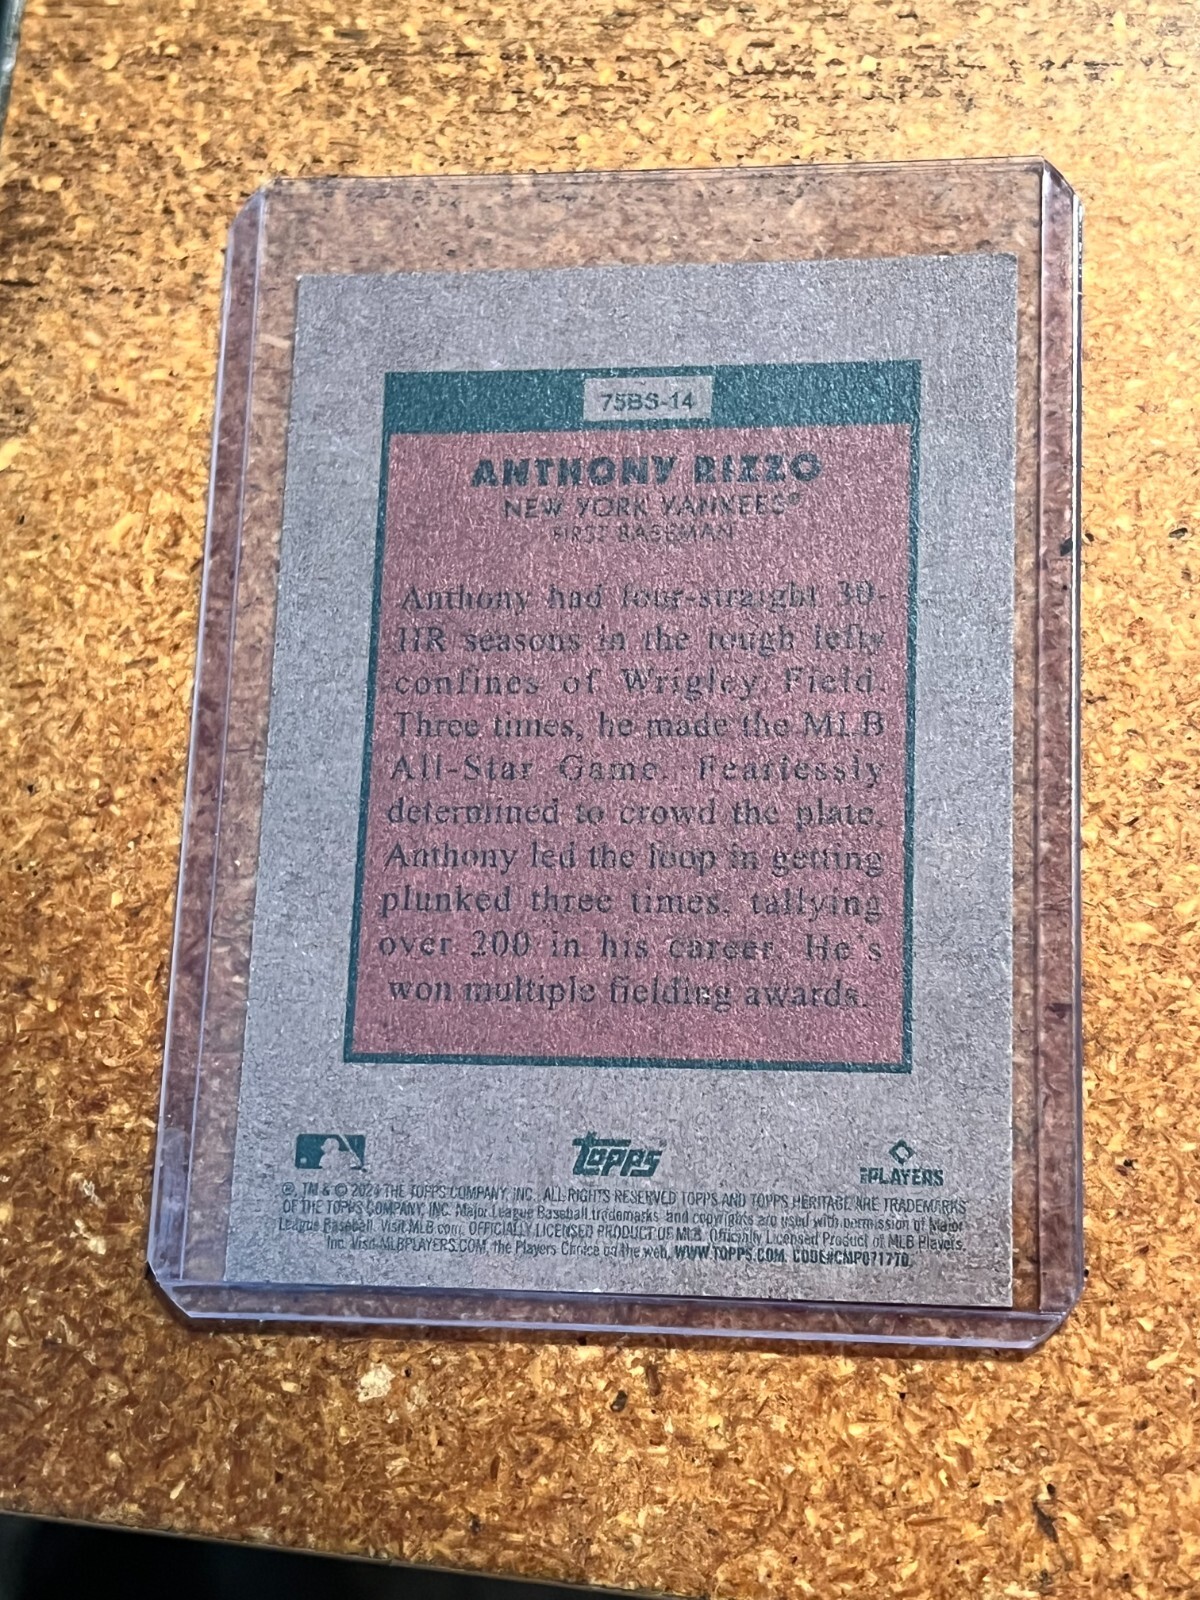 75BS-14
ANTHONY RIZZO
NEW YORK YANKEES®
FIRST BASEMAN
Anthony had four-straight 30-
HR seasons in the tough lefty
confines of Wrigley Field.
Three times, he made the MLB
All-Star Game. Fearlessly
determined to crowd the plate,
Anthony led the loop in getting
plunked three times, tallying
over 200 in his career. He's
won multiple fielding awards.
topps
MLB PLAYERS
®, TM & © 2024 THE TOPPS COMPANY, INC. ALL RIGHTS RESERVED TOPPS AND TOPPS HERITAGE ARE TRADEMARKS
OF THE TOPPS COMPANY, INC. Major League Baseball trademarks and copyrights are used with permission of Major
League Baseball. Visit MLB.com. OFFICIALLY LICENSED PRODUCT OF MLB Officially Licensed Product of MLB Players,
Inc. Visit MLBPLAYERS.COM, the Players Choice on the web. WWW.TOPPS.COM. CODE#CMP071770